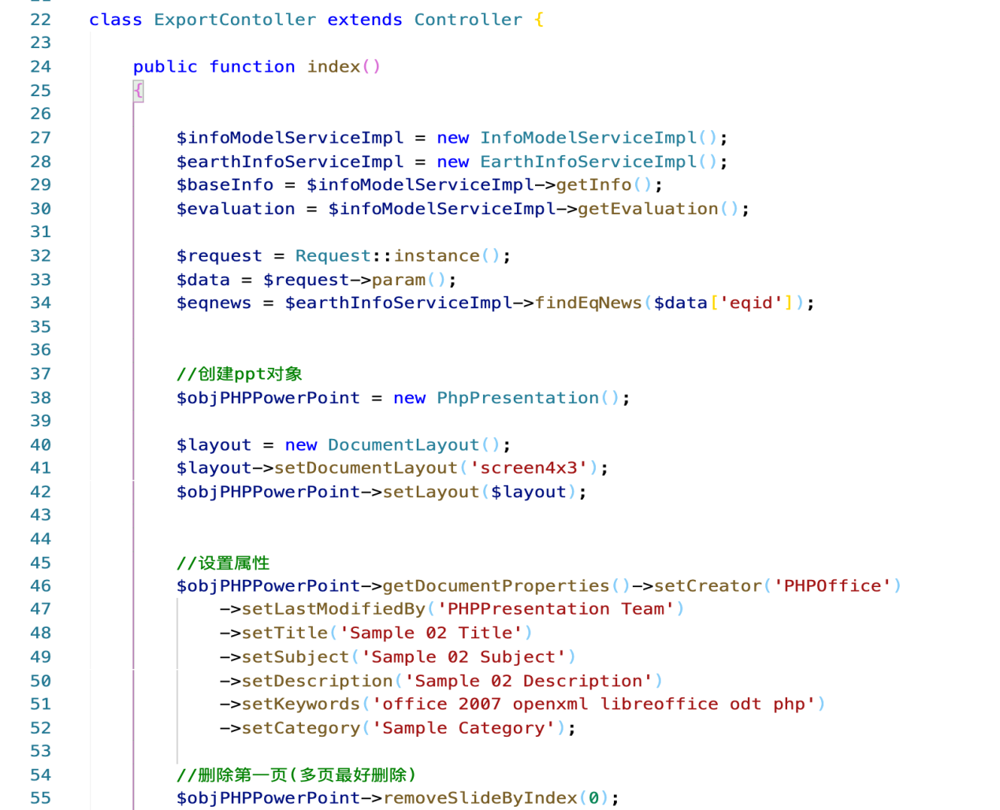 22 class ExportContoller extends Controller {
23
24 public function index()
25 {
26
27 $infoModelServiceImpl = new InfoModelServiceImpl();
28 $earthInfoServiceImpl = new EarthInfoServiceImpl();
29 $baseInfo = $infoModelServiceImpl->getInfo();
30 $evaluation = $infoModelServiceImpl->getEvaluation();
31
32 $request = Request::instance();
33 $data = $request->param();
34 $eqnews = $earthInfoServiceImpl->findEqNews($data['eqid']);
35
36
37 //创建ppt对象
38 $objPHPPowerPoint = new PhpPresentation();
39
40 $layout = new DocumentLayout();
41 $layout->setDocumentLayout('screen4x3');
42 $objPHPPowerPoint->setLayout($layout);
43
44
45 //设置属性
46 $objPHPPowerPoint->getDocumentProperties()->setCreator('PHPOffice')
47 ->setLastModifiedBy('PHPPresentation Team')
48 ->setTitle('Sample 02 Title')
49 ->setSubject('Sample 02 Subject')
50 ->setDescription('Sample 02 Description')
51 ->setKeywords('office 2007 openxml libreoffice odt php')
52 ->setCategory('Sample Category');
53
54 //删除第一页(多页最好删除)
55 $objPHPPowerPoint->removeSlideByIndex(0);